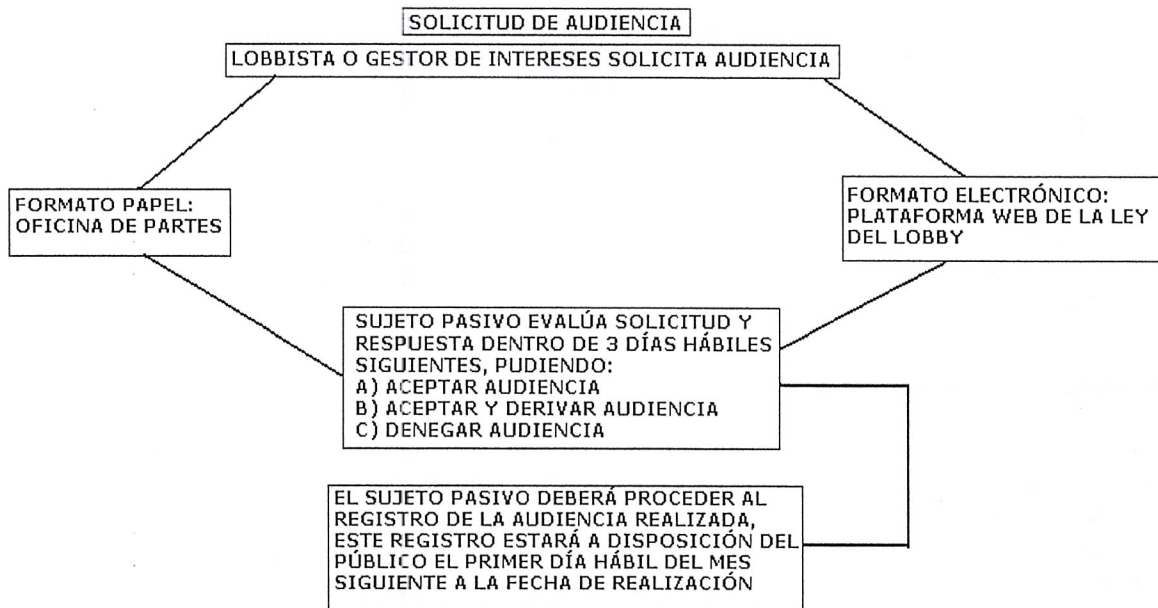 SOLICITUD DE AUDIENCIA
LOBBISTA O GESTOR DE INTERESES SOLICITA AUDIENCIA
FORMATO PAPEL:
OFICINA DE PARTES
FORMATO ELECTRÓNICO:
PLATAFORMA WEB DE LA LEY
DEL LOBBY
SUJETO PASIVO EVALÚA SOLICITUD Y
RESPUESTA DENTRO DE 3 DÍAS HÁBILES
SIGUIENTES, PUDIENDO:
A) ACEPTAR AUDIENCIA
B) ACEPTAR Y DERIVAR AUDIENCIA
C) DENEGAR AUDIENCIA
EL SUJETO PASIVO DEBERÁ PROCEDER AL
REGISTRO DE LA AUDIENCIA REALIZADA,
ESTE REGISTRO ESTARÁ A DISPOSICIÓN DEL
PÚBLICO EL PRIMER DÍA HÁBIL DEL MES
SIGUIENTE A LA FECHA DE REALIZACIÓN